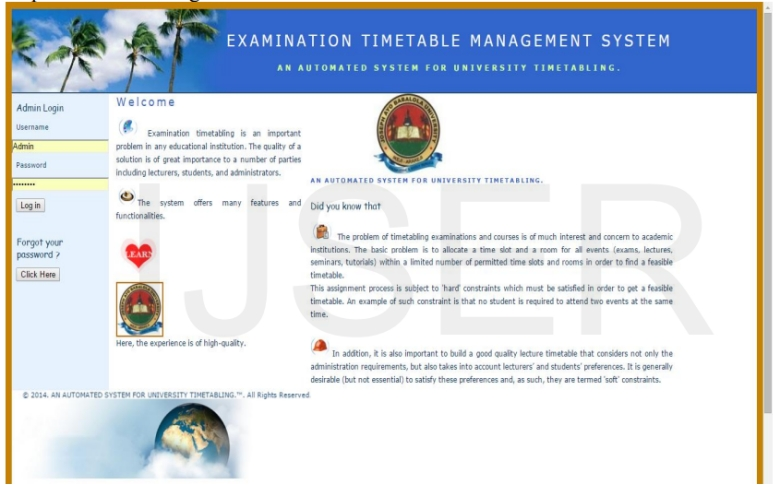 EXAMINATION TIMETABLE MANAGEMENT SYSTEM
AN AUTOMATED SYSTEM FOR UNIVERSITY TIMETABLING.
Admin Login
Username
Admin
Password
••••••••
Log in
Forgot your
password ?
Click Here
Welcome
Examination timetabling is an important
problem in any educational institution. The quality of a
solution is of great importance to a number of parties
including lecturers, students, and administrators.
The system offers many features and
functionalities.
LEARN
Here, the experience is of high-quality.
JOSEPH AYO BABALOLA UNIVERSITY
AN AUTOMATED SYSTEM FOR UNIVERSITY TIMETABLING.
Did you know that
The problem of timetabling examinations and courses is of much interest and concern to academic
institutions. The basic problem is to allocate a time slot and a room for all events (exams, lectures,
seminars, tutorials) within a limited number of permitted time slots and rooms in order to find a feasible
timetable.
This assignment process is subject to 'hard' constraints which must be satisfied in order to get a feasible
timetable. An example of such constraint is that no student is required to attend two events at the same
time.
In addition, it is also important to build a good quality lecture timetable that considers not only the
administration requirements, but also takes into account lecturers' and students' preferences. It is generally
desirable (but not essential) to satisfy these preferences and, as such, they are termed 'soft' constraints.
© 2014. AN AUTOMATED SYSTEM FOR UNIVERSITY TIMETABLING.™. All Rights Reserved
IJSER